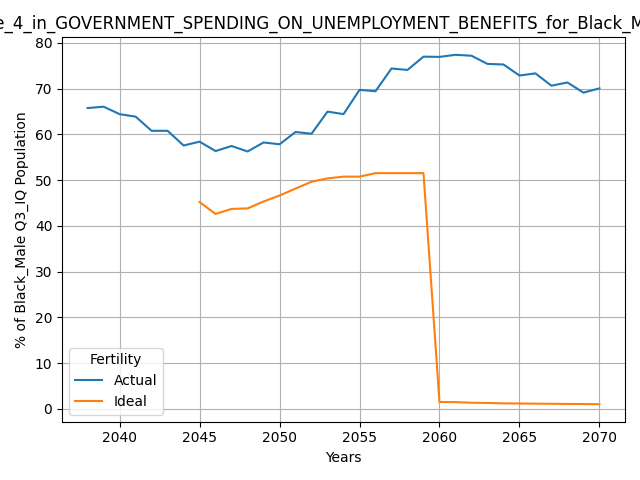 e_4_in_GOVERNMENT_SPENDING_ON_UNEMPLOYMENT_BENEFITS_for_Black_M
80
70
60
50
40
30
20
10
0
% of Black_Male Q3_IQ Population
Fertility
Actual
Ideal
2040 2045 2050 2055 2060 2065 2070
Years